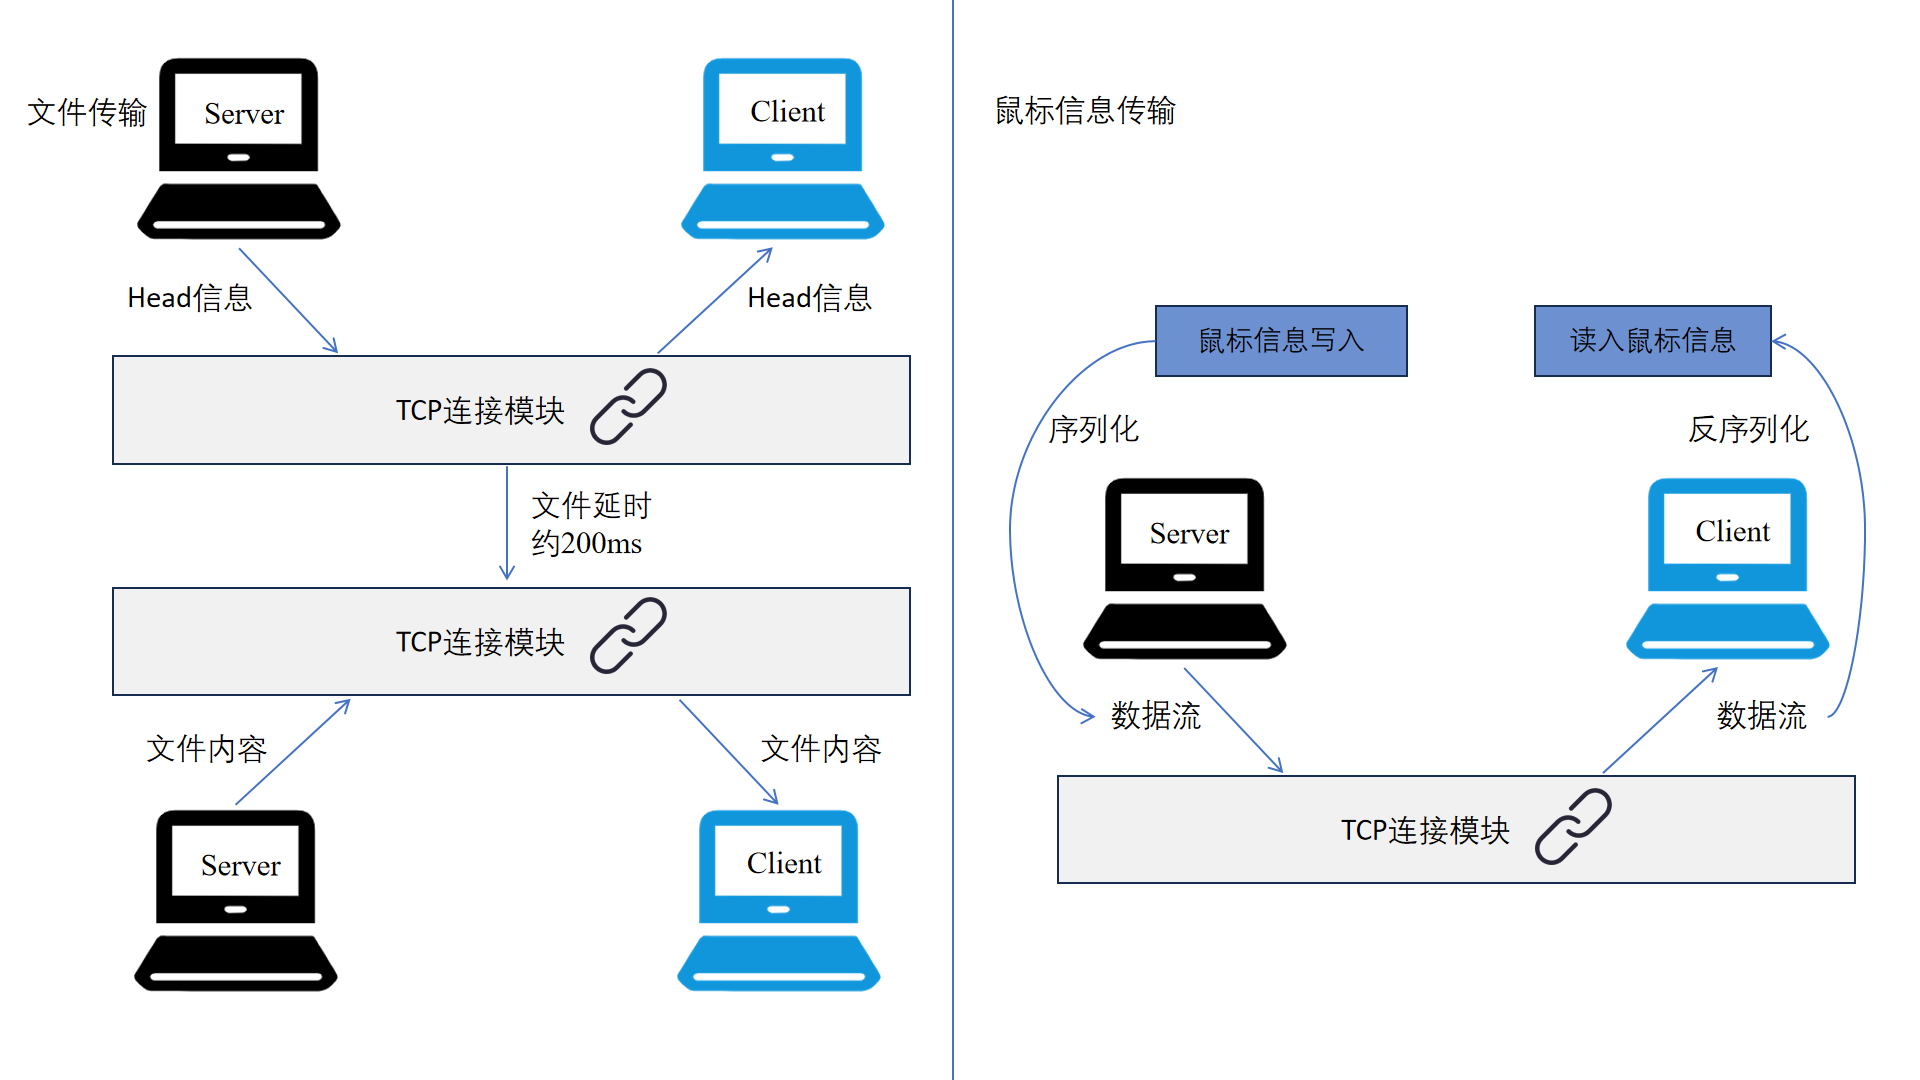 文件传输
Server
Client
Head信息
Head信息
TCP连接模块
文件延时
约200ms
TCP连接模块
文件内容
文件内容
Server
Client
鼠标信息传输
鼠标信息写入
读入鼠标信息
序列化
反序列化
Server
Client
数据流
数据流
TCP连接模块